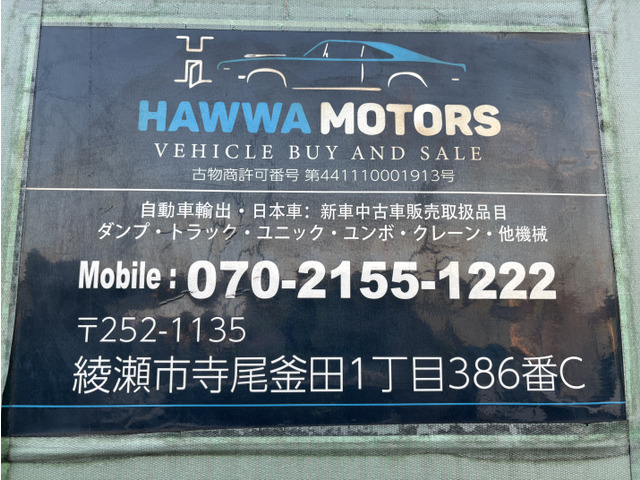 HAWWA MOTORS
VEHICLE BUY AND SALE
古物商許可番号 第441110001913号
自動車輸出・日本車: 新車中古車販売取扱品目
ダンプ・トラック・ユニック・ユンボ・クレーン・他機械
Mobile : 070-2155-1222
〒252-1135
綾瀬市寺尾釜田1丁目386番C